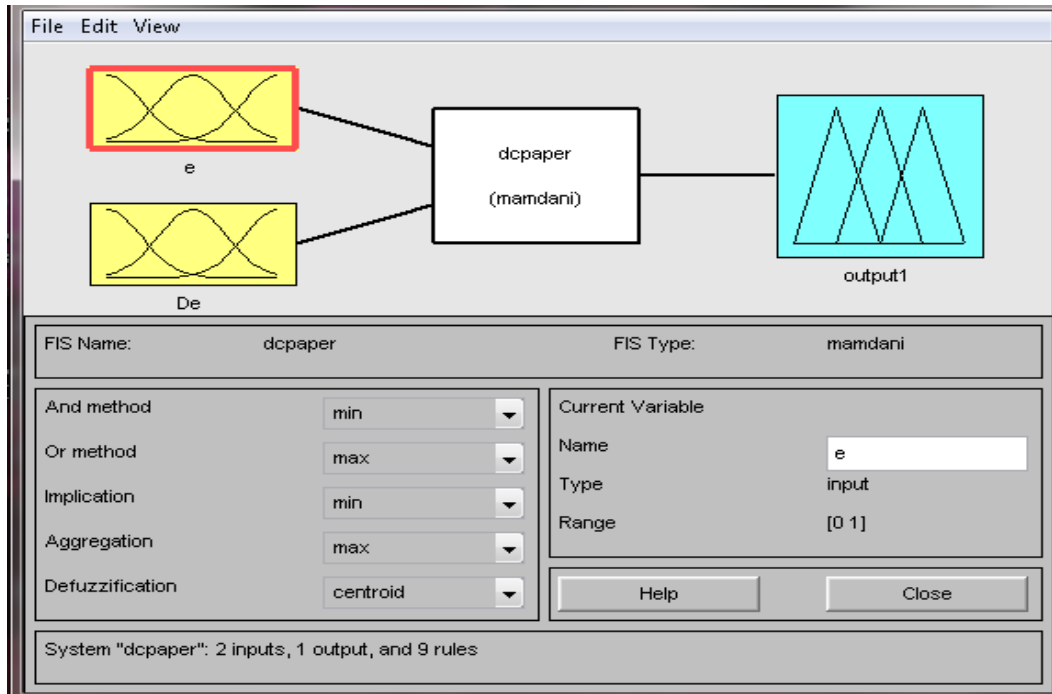 File Edit View
e
De
dcpaper
(mamdani)
output1
FIS Name: dcpaper FIS Type: mamdani
And method min
Or method max
Implication min
Aggregation max
Defuzzification centroid
Current Variable
Name e
Type input
Range [0 1]
Help Close
System "dcpaper": 2 inputs, 1 output, and 9 rules